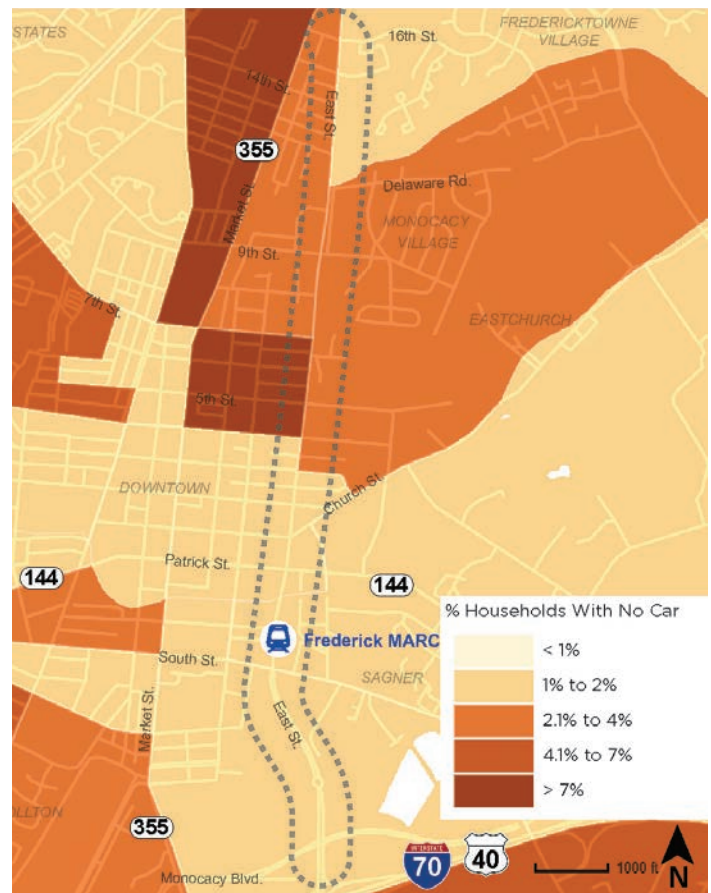 STATES
16th St.
FREDERICKTOWNE
VILLAGE
14th St.
East St.
355
Market St.
Delaware Rd.
MONOCACY
VILLAGE
9th St.
EASTCHURCH
7th St.
5th St.
DOWNTOWN
Church St.
Patrick St.
144
144
Frederick MARC
South St.
SAGNER
East St.
Market St.
OLLTON
355
Monocacy Blvd.
% Households With No Car
< 1%
1% to 2%
2.1% to 4%
4.1% to 7%
> 7%
INTERSTATE
70
40
1000 ft
N